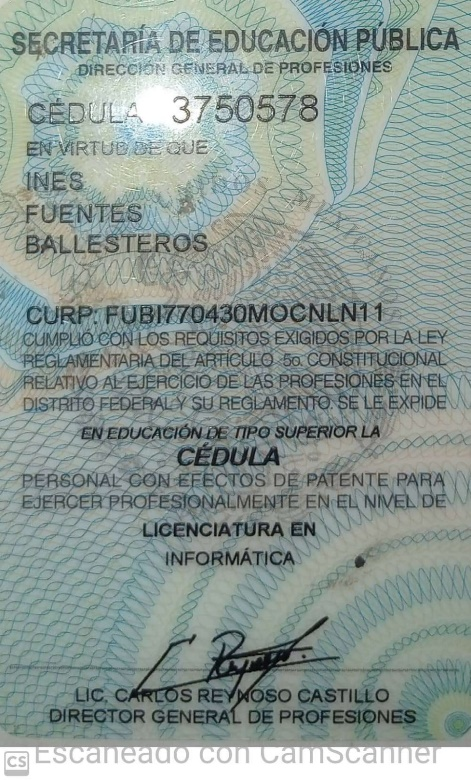 SECRETARÍA DE EDUCACIÓN PÚBLICA
DIRECCIÓN GENERAL DE PROFESIONES
CÉDULA 3750578
EN VIRTUD DE QUE
INES
FUENTES
BALLESTEROS
CURP: FUBI770430MOCNLN11
CUMPLIÓ CON LOS REQUISITOS EXIGIDOS POR LA LEY
REGLAMENTARIA DEL ARTÍCULO 5o. CONSTITUCIONAL
RELATIVO AL EJERCICIO DE LAS PROFESIONES EN EL
DISTRITO FEDERAL Y SU REGLAMENTO SE LE EXPIDE
EN EDUCACIÓN DE TIPO SUPERIOR LA
CÉDULA
PERSONAL CON EFECTOS DE PATENTE PARA
EJERCER PROFESIONALMENTE EN EL NIVEL DE
LICENCIATURA EN
INFORMÁTICA
LIC. CARLOS REYNOSO CASTILLO
DIRECTOR GENERAL DE PROFESIONES
CS Escaneado con CamScanner